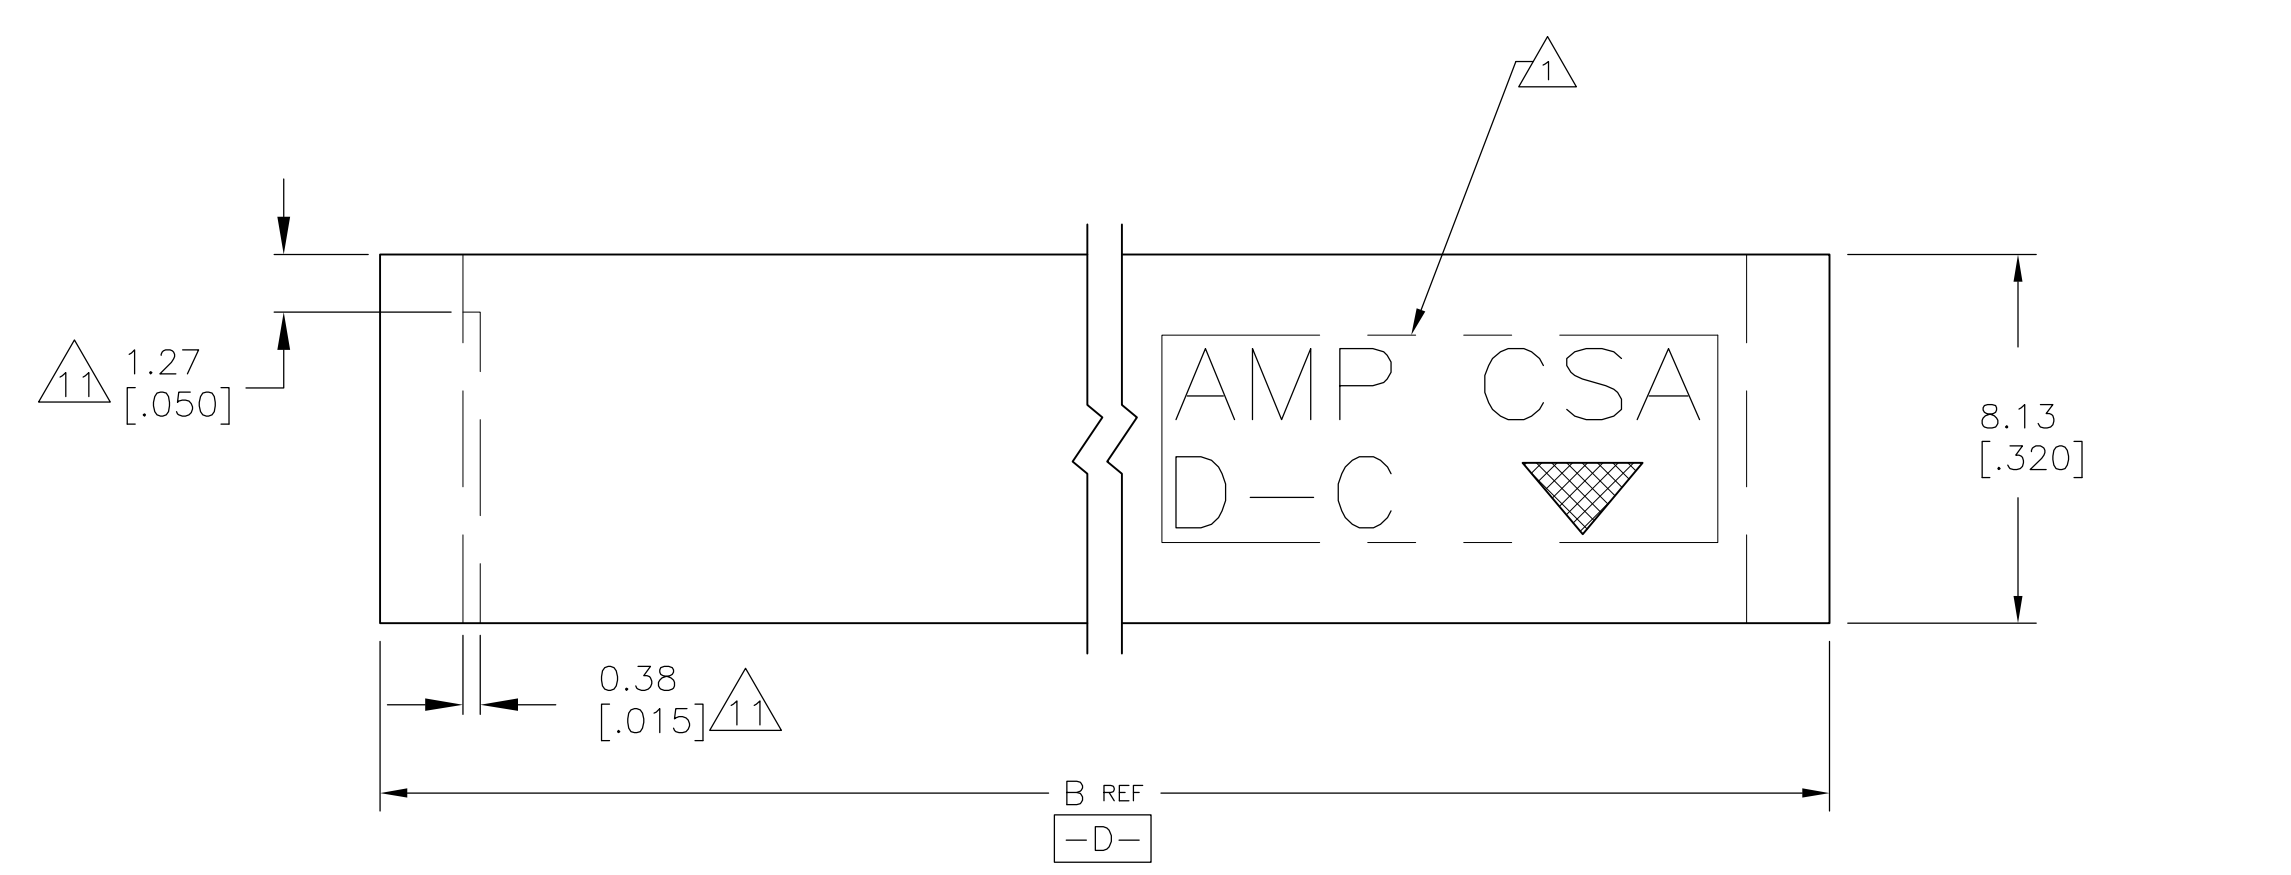 1
11 1.27
[.050]
AMP CSA
D-C
8.13
[.320]
0.38
[.015] 11
B REF
-D-